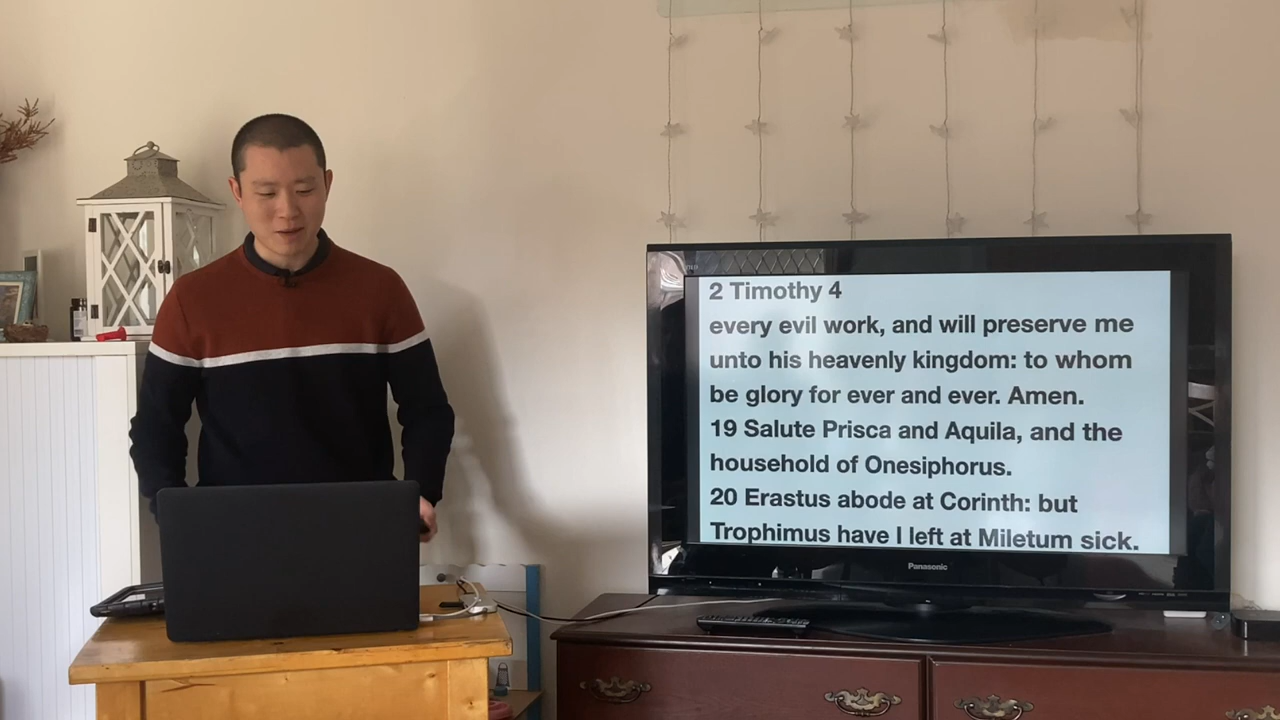 2 Timothy 4
every evil work, and will preserve me
unto his heavenly kingdom: to whom
be glory for ever and ever. Amen.
19 Salute Prisca and Aquila, and the
household of Onesiphorus.
20 Erastus abode at Corinth: but
Trophimus have I left at Miletum sick.
Panasonic